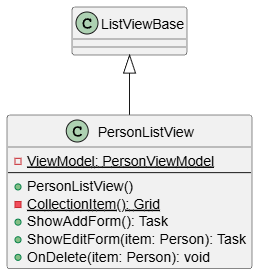 C ListViewBase
C PersonListView
ViewModel: PersonViewModel
PersonListView()
CollectionItem(): Grid
ShowAddForm(): Task
ShowEditForm(item: Person): Task
OnDelete(item: Person): void